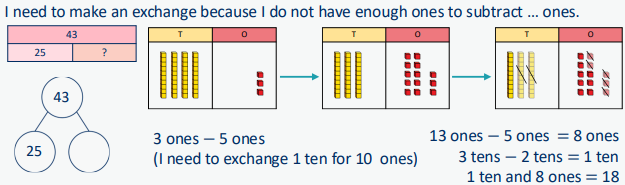 I need to make an exchange because I do not have enough ones to subtract ... ones.
43
25 ?
43
25
T O
T O
T O
3 ones − 5 ones
(I need to exchange 1 ten for 10 ones)
13 ones − 5 ones = 8 ones
3 tens − 2 tens = 1 ten
1 ten and 8 ones = 18